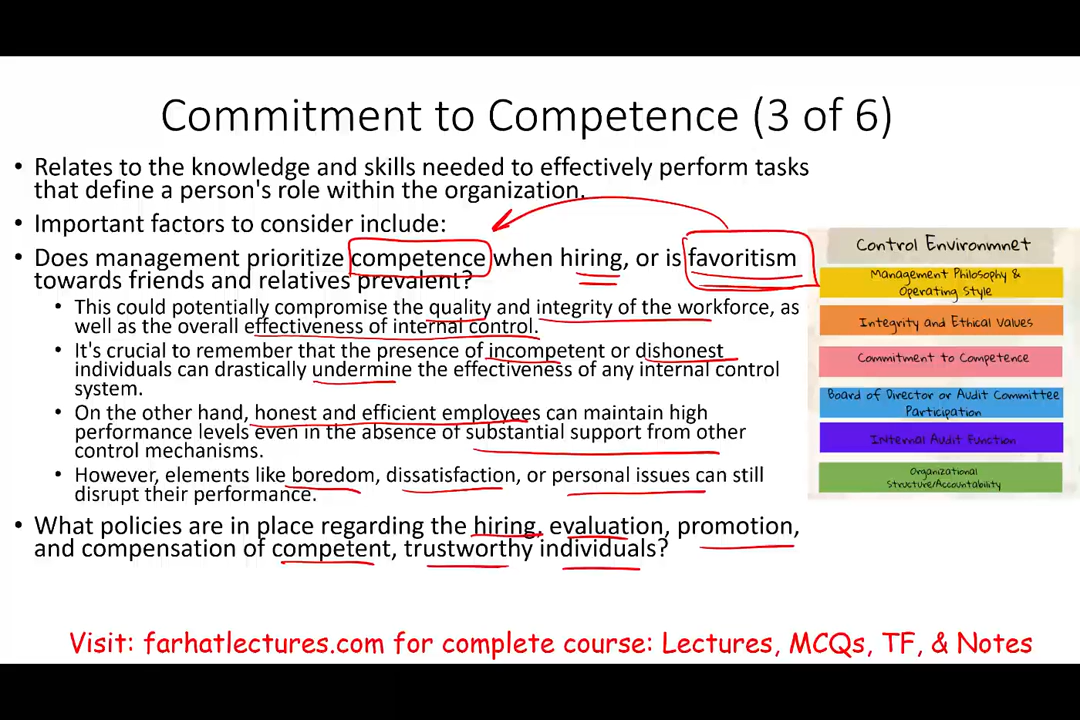 Commitment to Competence (3 of 6)
• Relates to the knowledge and skills needed to effectively perform tasks
that define a person's role within the organization.
• Important factors to consider include:
• Does management prioritize competence when hiring, or is favoritism
towards friends and relatives prevalent?
• This could potentially compromise the quality and integrity of the workforce, as
well as the overall effectiveness of internal control.
• It's crucial to remember that the presence of incompetent or dishonest
individuals can drastically undermine the effectiveness of any internal control
system.
• On the other hand, honest and efficient employees can maintain high
performance levels even in the absence of substantial support from other
control mechanisms.
• However, elements like boredom, dissatisfaction, or personal issues can still
disrupt their performance.
• What policies are in place regarding the hiring, evaluation, promotion,
and compensation of competent, trustworthy individuals?
Control Environmnet
Management Philosophy &
Operating Style
Integrity and Ethical Values
Commitment to Competence
Board of Director or Audit Committee
Participation
Internal Audit Function
Organizational
Structure/Accountability
Visit: farhatlectures.com for complete course: Lectures, MCQs, TF, & Notes